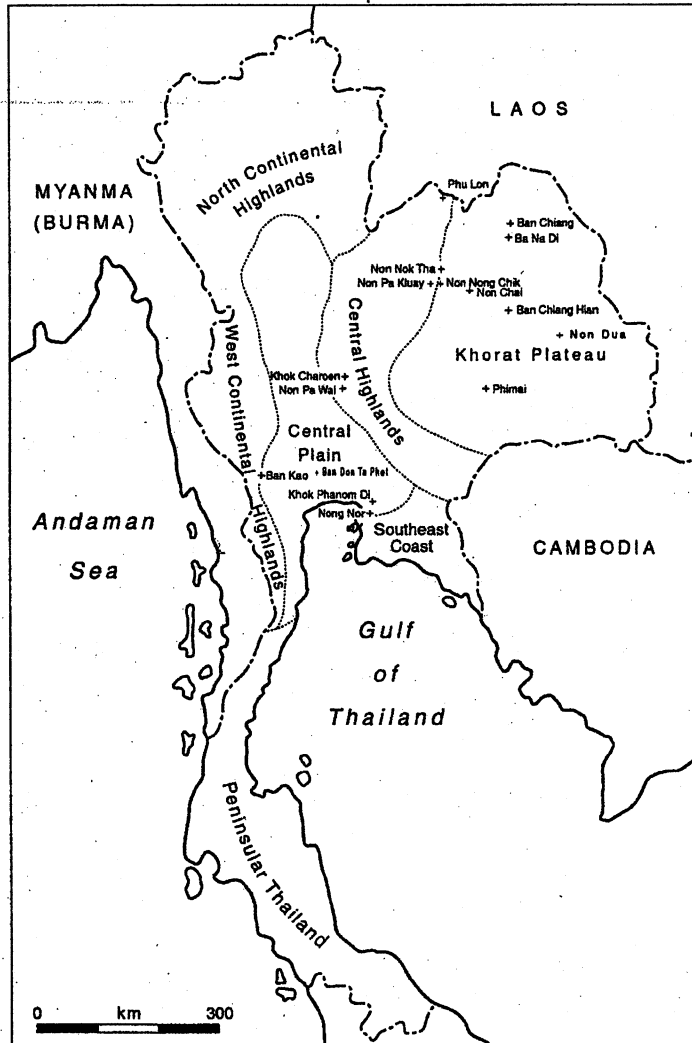 LAOS
North Continental
Highlands
MYANMA
(BURMA)
Phu Lon
Ban Chiang
Ba Na Di
Non Nok Tha
Non Pa Kluay
Non Nong Chik
Non Chai
Ban Chiang Hian
Non Dua
Khorat Plateau
Phimai
West Continental
Highlands
Central Highlands
Khok Charoen
Non Pa Wai
Central
Plain
Ban Kao
Ban Don Ta Phet
Khok Phanom Di
Nong Nor
Southeast
Coast
CAMBODIA
Andaman
Sea
Gulf
of
Thailand
Peninsular Thailand
0 km 300